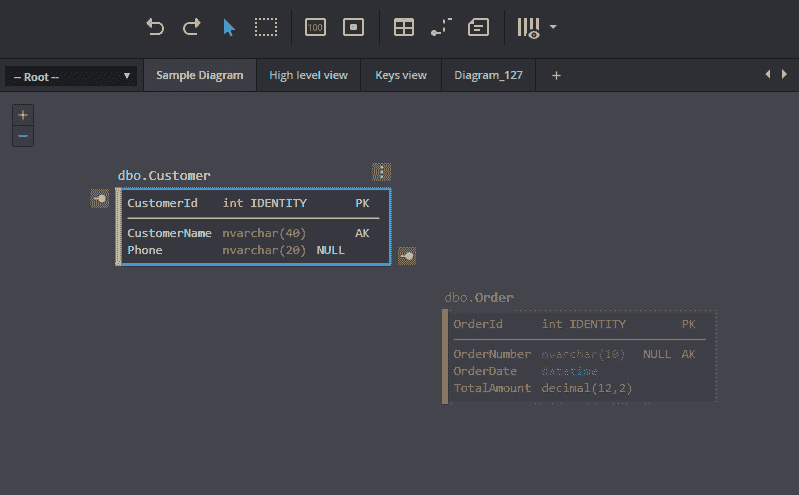 100
-- Root --
Sample Diagram
High level view
Keys view
Diagram_127
+
dbo.Customer
CustomerId int IDENTITY PK
CustomerName nvarchar(40) AK
Phone nvarchar(20) NULL
dbo.Order
OrderId int IDENTITY PK
OrderNumber nvarchar(10) NULL AK
OrderDate datetime
TotalAmount decimal(12,2)